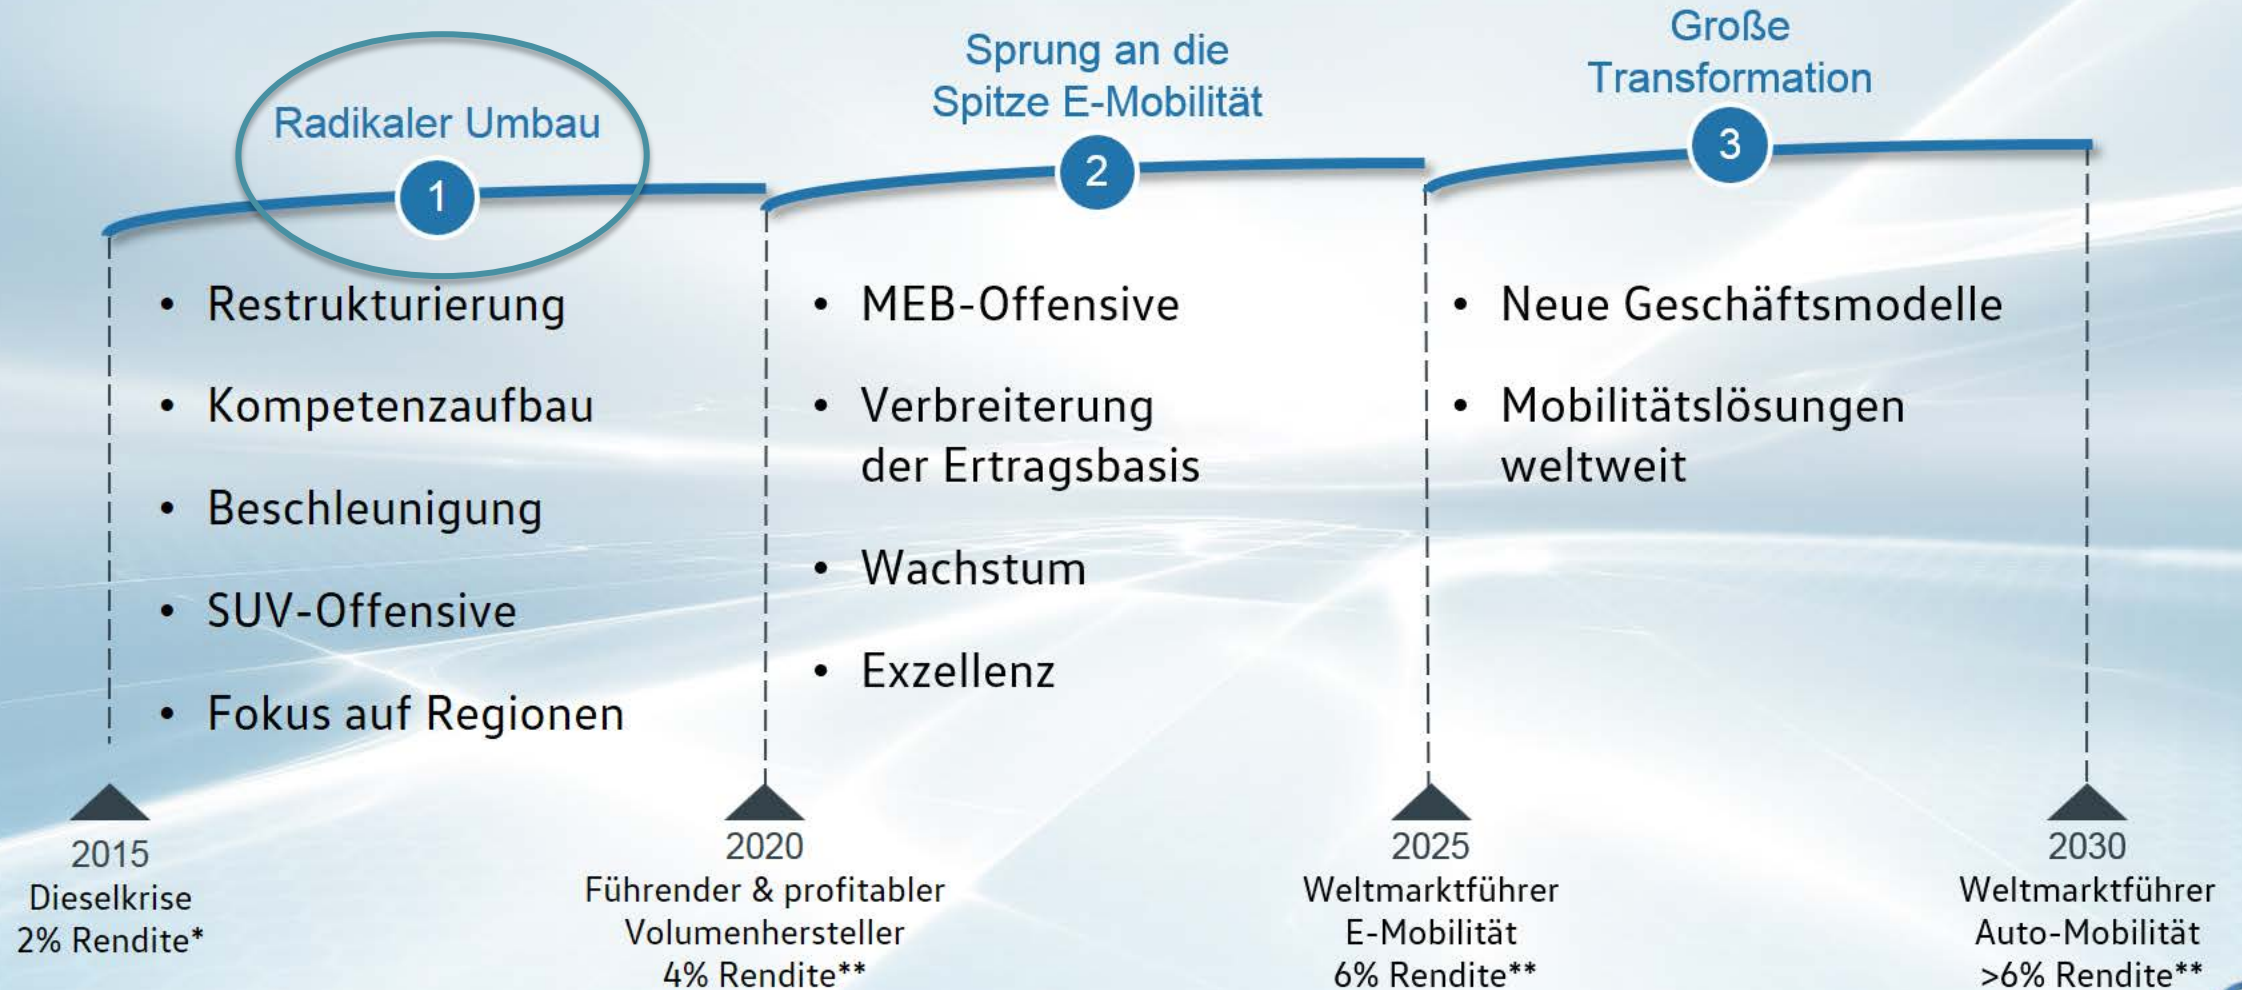 Radikaler Umbau
1
• Restrukturierung
• Kompetenzaufbau
• Beschleunigung
• SUV-Offensive
• Fokus auf Regionen
Sprung an die
Spitze E-Mobilität
2
• MEB-Offensive
• Verbreiterung
der Ertragsbasis
• Wachstum
• Exzellenz
Große
Transformation
3
• Neue Geschäftsmodelle
• Mobilitätslösungen
weltweit
2015
Dieselkrise
2% Rendite*
2020
Führender & profitabler
Volumenhersteller
4% Rendite**
2025
Weltmarktführer
E-Mobilität
6% Rendite**
2030
Weltmarktführer
Auto-Mobilität
>6% Rendite**